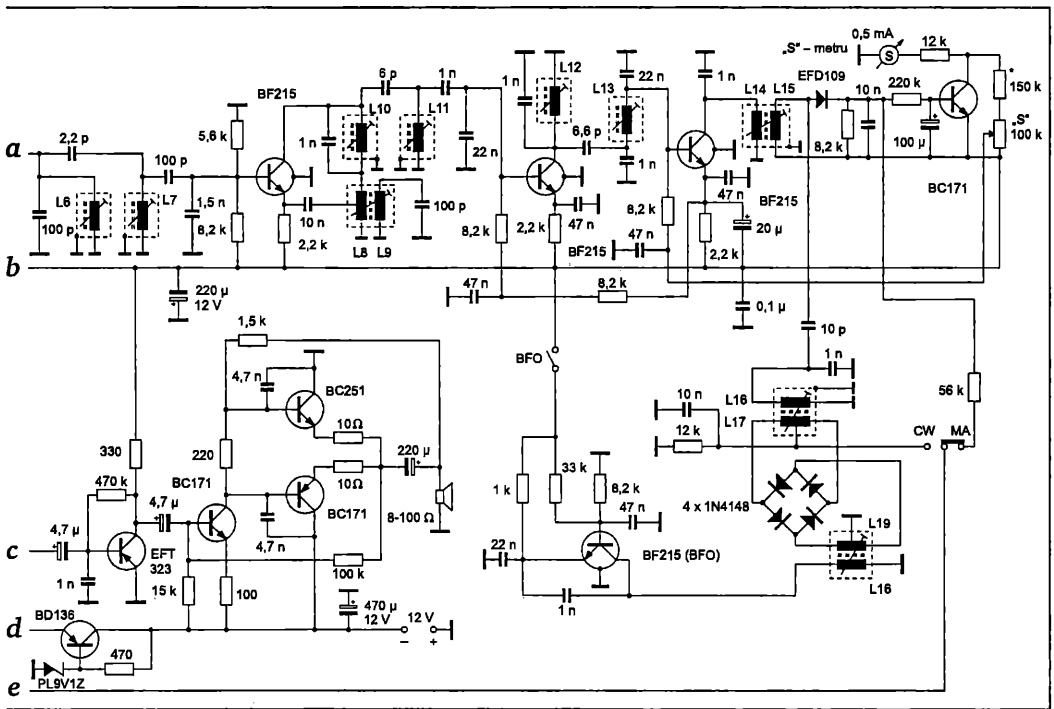 „S" – metru
0,5 mA
12 k
1 n
L12
22 n
1 n
L14
L15
EFD109
220 k
10 n
*
150 k
„S"
100 k
6 p
1 n
BF215
L10
L11
L13
5,6 k
1 n
22 n
6,6 p
1 n
8,2 k
100 µ
BC171
a
2,2 p
100 p
L6
L7
100 p
1,5 n
8,2 k
10 n
2,2 k
L8
L9
100 p
8,2 k
2,2 k
47 n
BF215
8,2 k
47 n
47 n
BF215
20 µ
2,2 k
b
220 µ
12 V
47 n
8,2 k
0,1 µ
1,5 k
BFO
10 p
1 n
4,7 n
BC251
10Ω
10 n
L16
L17
56 k
12 k
CW
MA
330
220
220 µ
10Ω
470 k
BC171
BC171
8-100 Ω
1 k
33 k
8,2 k
47 n
4 x 1N4148
4,7 µ
4,7 µ
c
EFT
323
4,7 n
22 n
BF215 (BFO)
L19
L16
1 n
15 k
100
100 k
1 n
BD136
470 µ
12 V
12 V
d
– +
470
PL9V1Z
e